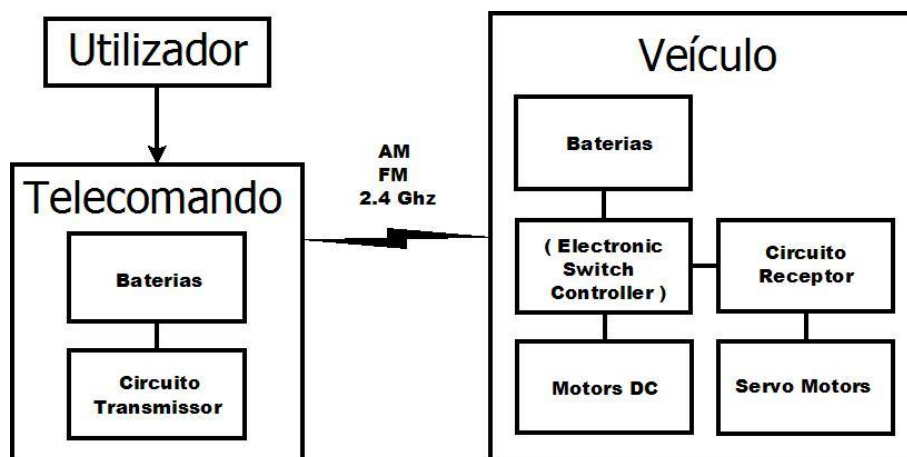 Utilizador
Telecomando
Baterias
Circuito
Transmissor
AM
FM
2.4 Ghz
Veículo
Baterias
( Electronic
Switch
Controller )
Circuito
Receptor
Motors DC
Servo Motors